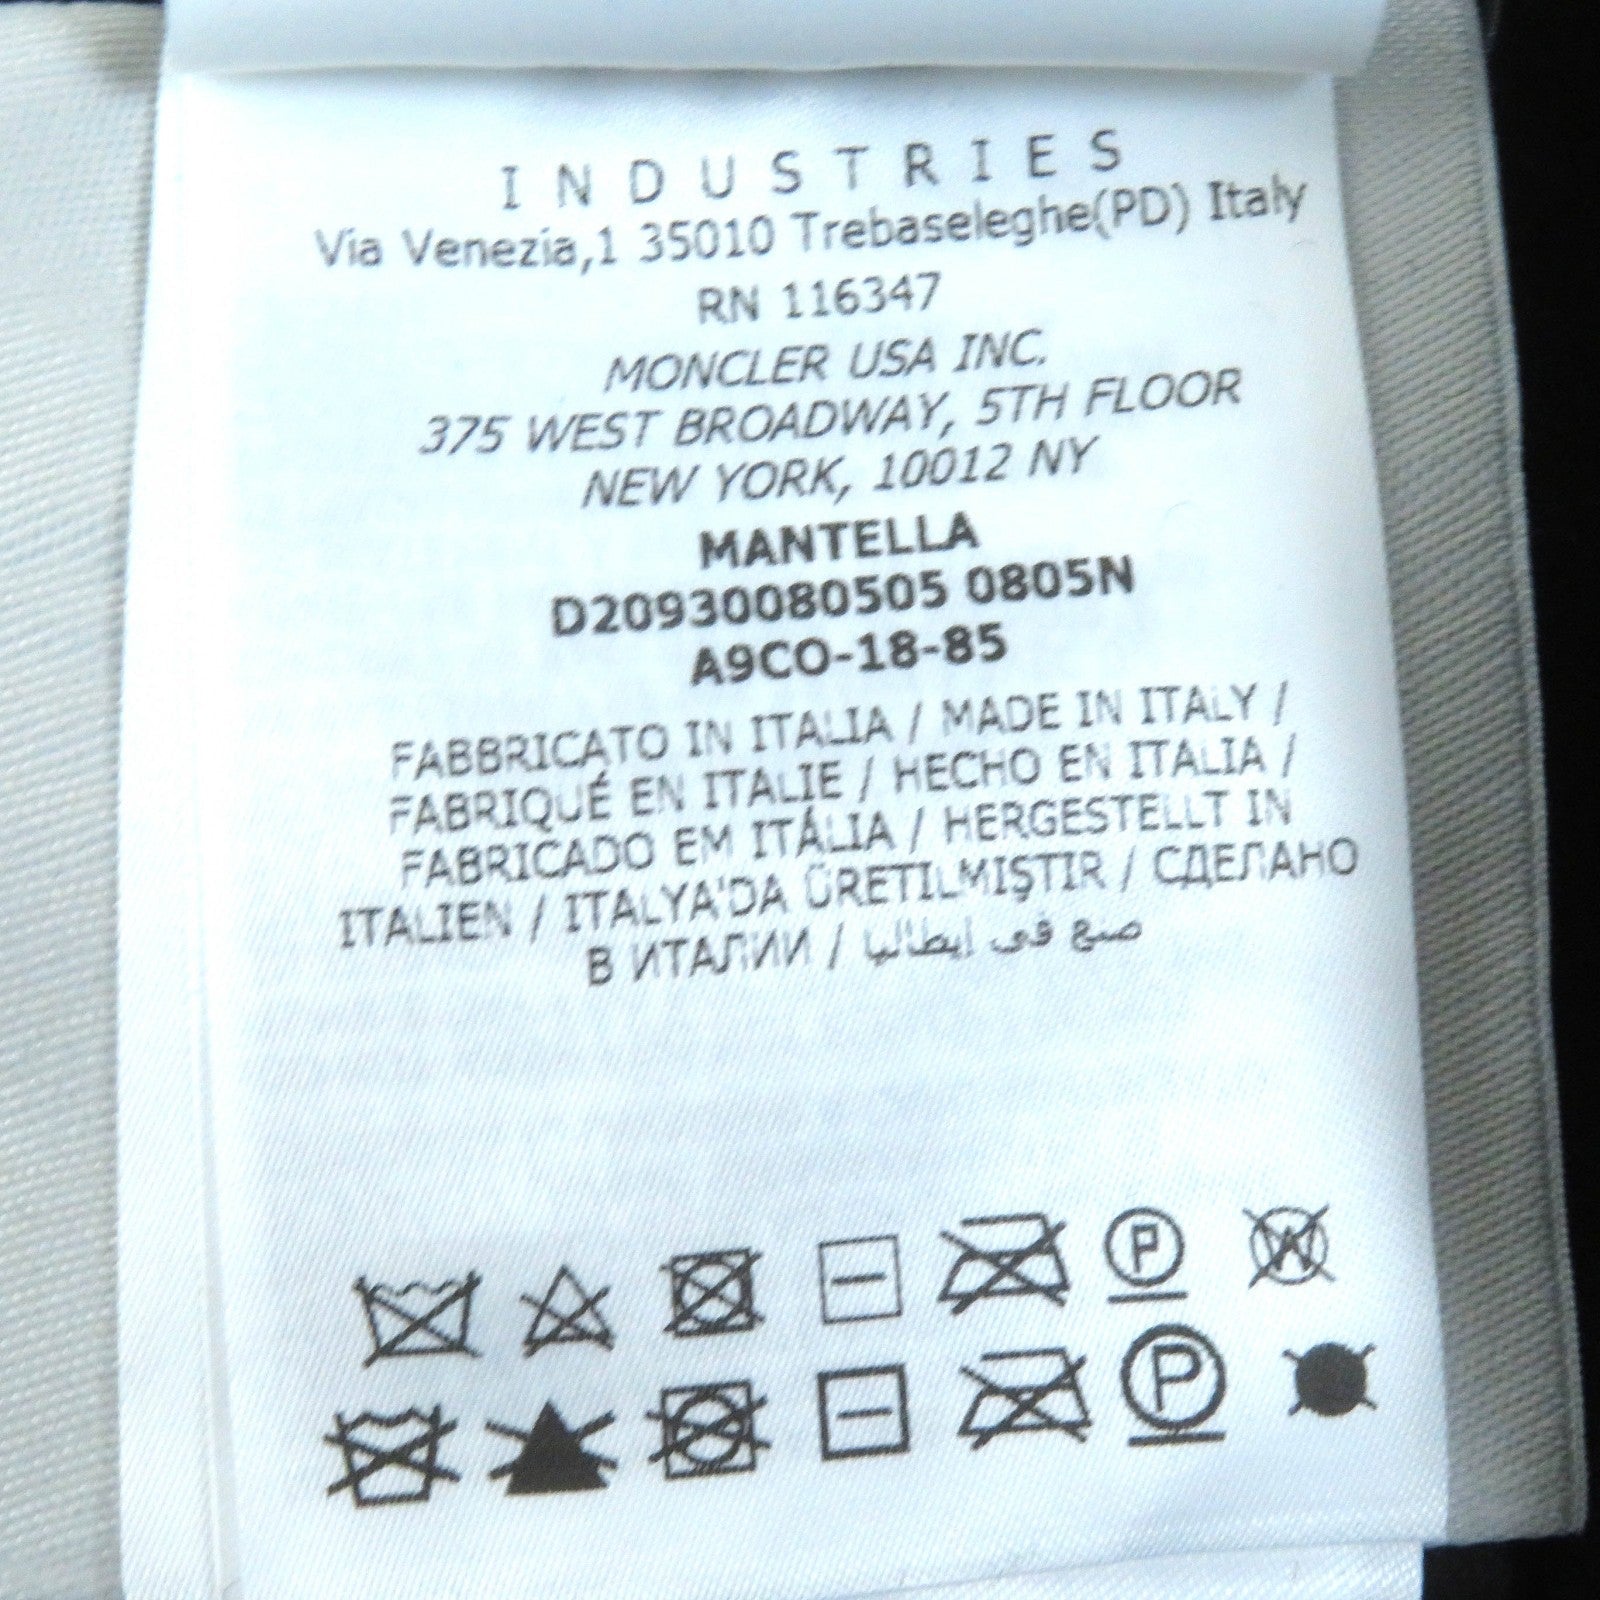 INDUSTRIES
Via Venezia,1 35010 Trebaseleghe(PD) Italy
RN 116347
MONCLER USA INC.
375 WEST BROADWAY, 5TH FLOOR
NEW YORK, 10012 NY
MANTELLA
D20930080505 0805N
A9CO-18-85
FABBRICATO IN ITALIA / MADE IN ITALY /
FABRIQUÉ EN ITALIE / HECHO EN ITALIA /
FABRICADO EM ITÁLIA / HERGESTELLT IN
ITALIEN / ITALYA'DA ÜRETILMIŞTIR / СДЕЛАНО
В ИТАЛИИ / صنع في إيطاليا
P W
P